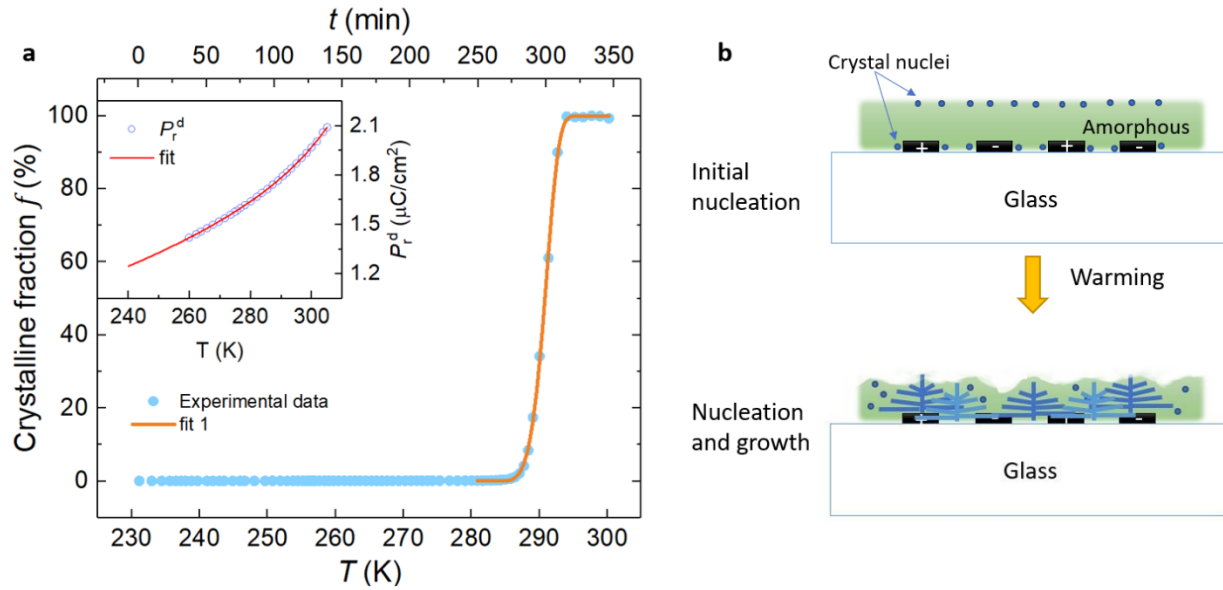 a
t (min)
0 50 100 150 200 250 300 350
Crystalline fraction f (%)
100
80
60
40
20
0
P_r^d
fit
2.1
1.8
1.5
1.2
P_r^d (μC/cm²)
240 260 280 300
T (K)
Experimental data
fit 1
230 240 250 260 270 280 290 300
T (K)
b
Crystal nuclei
Amorphous
+ - + -
Initial
nucleation
Glass
Warming
Nucleation
and growth
+ - + -
Glass